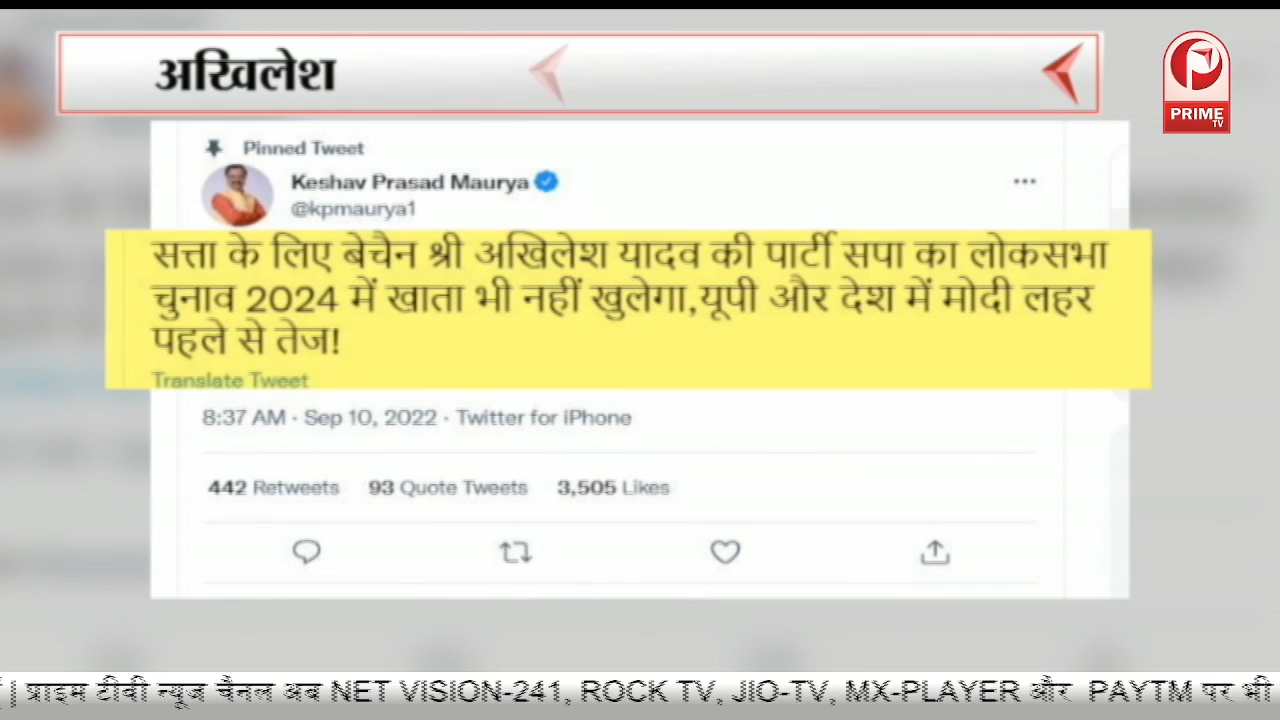 अखिलेश
PRIME
TV
Pinned Tweet
Keshav Prasad Maurya
@kpmaurya1
सत्ता के लिए बेचैन श्री अखिलेश यादव की पार्टी सपा का लोकसभा
चुनाव 2024 में खाता भी नहीं खुलेगा,यूपी और देश में मोदी लहर
पहले से तेज!
Translate Tweet
8:37 AM · Sep 10, 2022 · Twitter for iPhone
442 Retweets 93 Quote Tweets 3,505 Likes
| प्राइम टीवी न्यूज चैनल अब NET VISION-241, ROCK TV, JIO-TV, MX-PLAYER और PAYTM पर भी